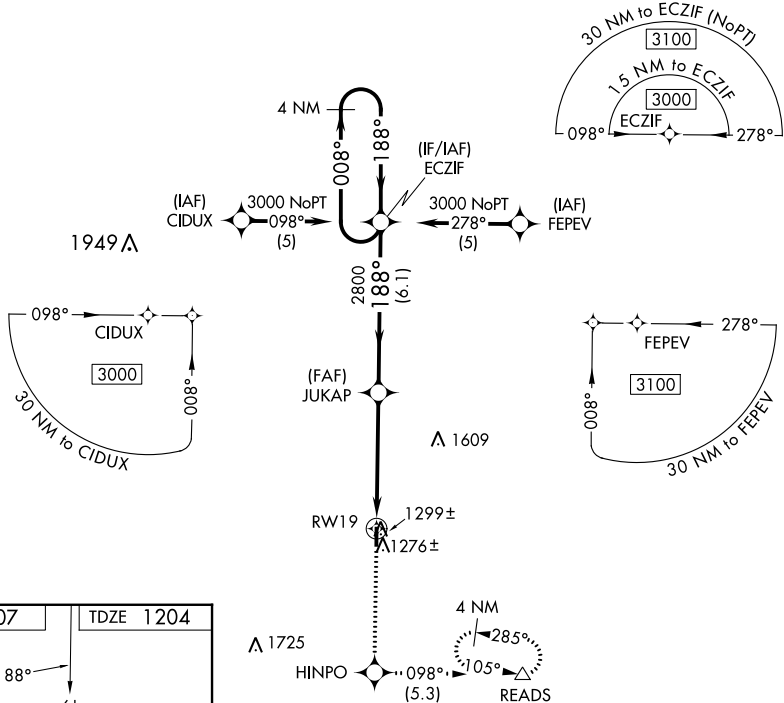 30 NM to ECZIF (NoPT)
3100
15 NM to ECZIF
3000
ECZIF
098°
278°
4 NM
008°
188°
(IF/IAF)
ECZIF
(IAF)
CIDUX
3000 NoPT
098°
(5)
3000 NoPT
278°
(5)
(IAF)
FEPEV
1949
2800
188°
(6.1)
098°
CIDUX
3000
008°
30 NM to CIDUX
278°
FEPEV
3100
008°
30 NM to FEPEV
(FAF)
JUKAP
1609
RW19
1299±
1276±
07
TDZE 1204
88°
1725
HINPO
098°
(5.3)
4 NM
285°
105°
READS